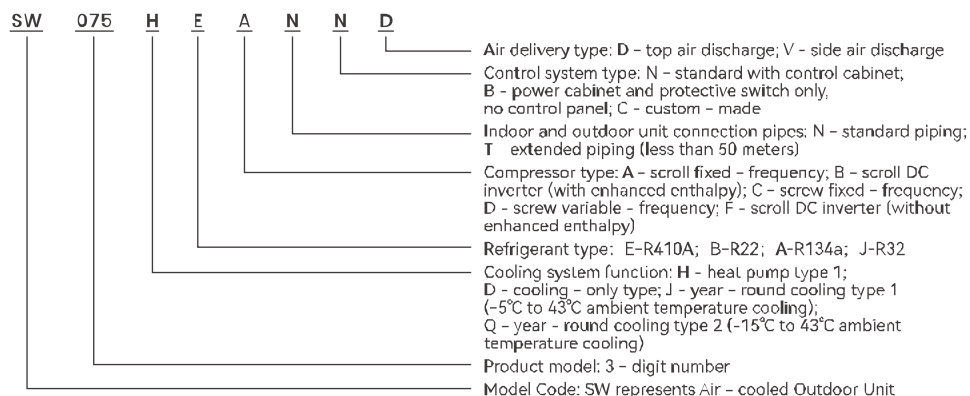 SW 075 H E A N N D
Air delivery type: D – top air discharge; V – side air discharge
Control system type: N – standard with control cabinet;
B – power cabinet and protective switch only,
no control panel; C – custom – made
Indoor and outdoor unit connection pipes: N – standard piping;
T extended piping (less than 50 meters)
Compressor type: A – scroll fixed – frequency; B – scroll DC
inverter (with enhanced enthalpy); C – screw fixed – frequency;
D – screw variable – frequency; F – scroll DC inverter (without
enhanced enthalpy)
Refrigerant type: E-R410A; B-R22; A-R134a; J-R32
Cooling system function: H – heat pump type 1;
D – cooling – only type; J – year – round cooling type 1
(-5°C to 43°C ambient temperature cooling);
Q – year – round cooling type 2 (-15°C to 43°C ambient
temperature cooling)
Product model: 3 – digit number
Model Code: SW represents Air – cooled Outdoor Unit